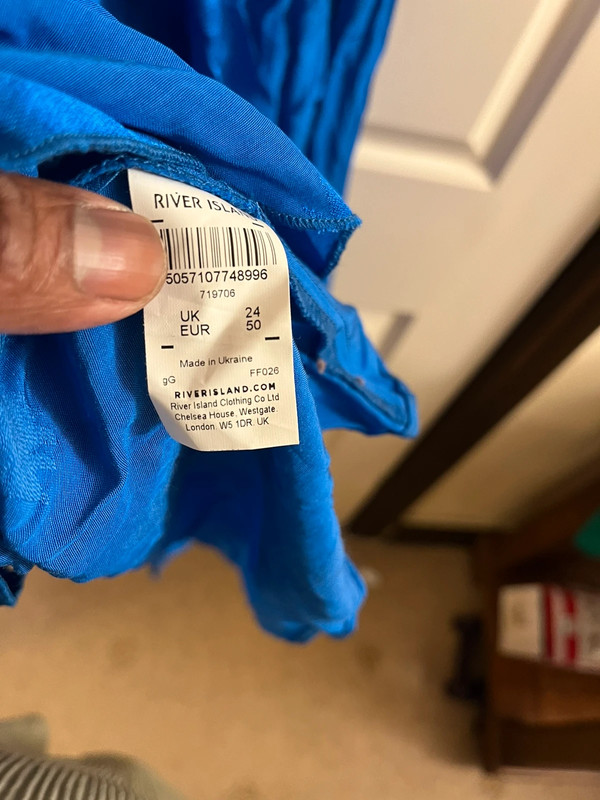 RIVER ISLAND
5057107748996
719706
UK 24
EUR 50
Made in Ukraine
gG FF026
RIVERISLAND.COM
River Island Clothing Co Ltd
Chelsea House. Westgate.
London. W5 1DR. UK